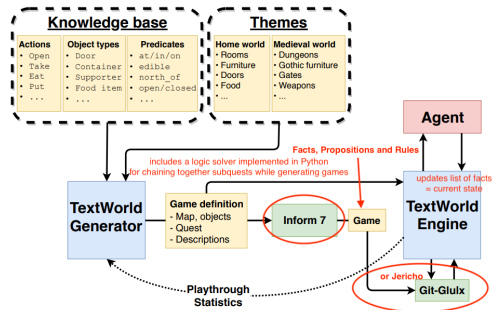 Knowledge base
Themes
Actions
• Open
• Take
• Eat
• Put
• ...
Object types
• Door
• Container
• Supporter
• Food item
• ...
Predicates
• at/in/on
• edible
• north_of
• open/closed
• ...
Home world
• Rooms
• Furniture
• Doors
• Food
• ...
Medieval world
• Dungeons
• Gothic furniture
• Gates
• Weapons
• ...
Agent
Facts, Propositions and Rules
includes a logic solver implemented in Python
for chaining together subquests while generating games
updates list of facts
= current state
TextWorld
Generator
Game definition
- Map, objects
- Quest
- Descriptions
Inform 7
Game
TextWorld
Engine
or Jericho
Git-Glulx
Playthrough
Statistics